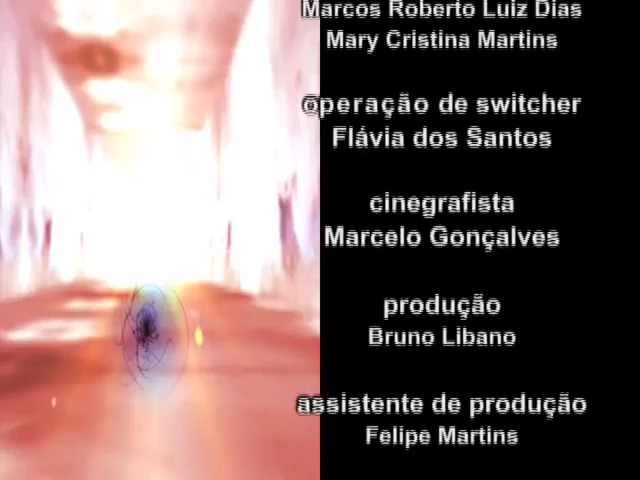 Marcos Roberto Luiz Dias
Mary Cristina Martins
operação de switcher
Flávia dos Santos
cinegrafista
Marcelo Gonçalves
produção
Bruno Libano
assistente de produção
Felipe Martins